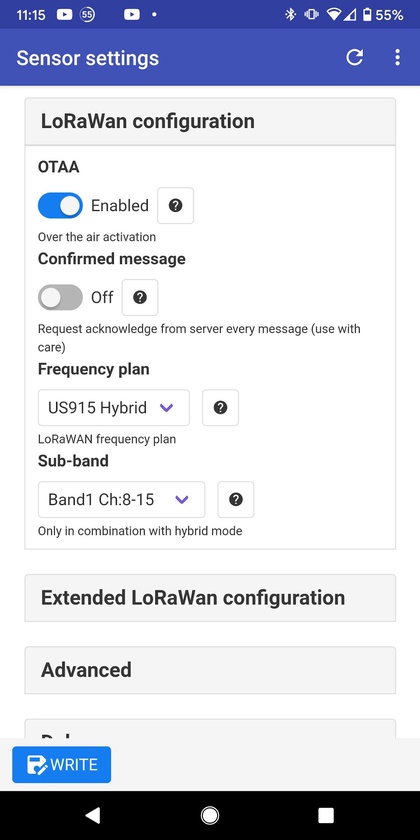 11:15
55
55%
Sensor settings
LoRaWan configuration
OTAA
Enabled
Over the air activation
Confirmed message
Off
Request acknowledge from server every message (use with
care)
Frequency plan
US915 Hybrid
LoRaWAN frequency plan
Sub-band
Band1 Ch:8-15
Only in combination with hybrid mode
Extended LoRaWan configuration
Advanced
WRITE